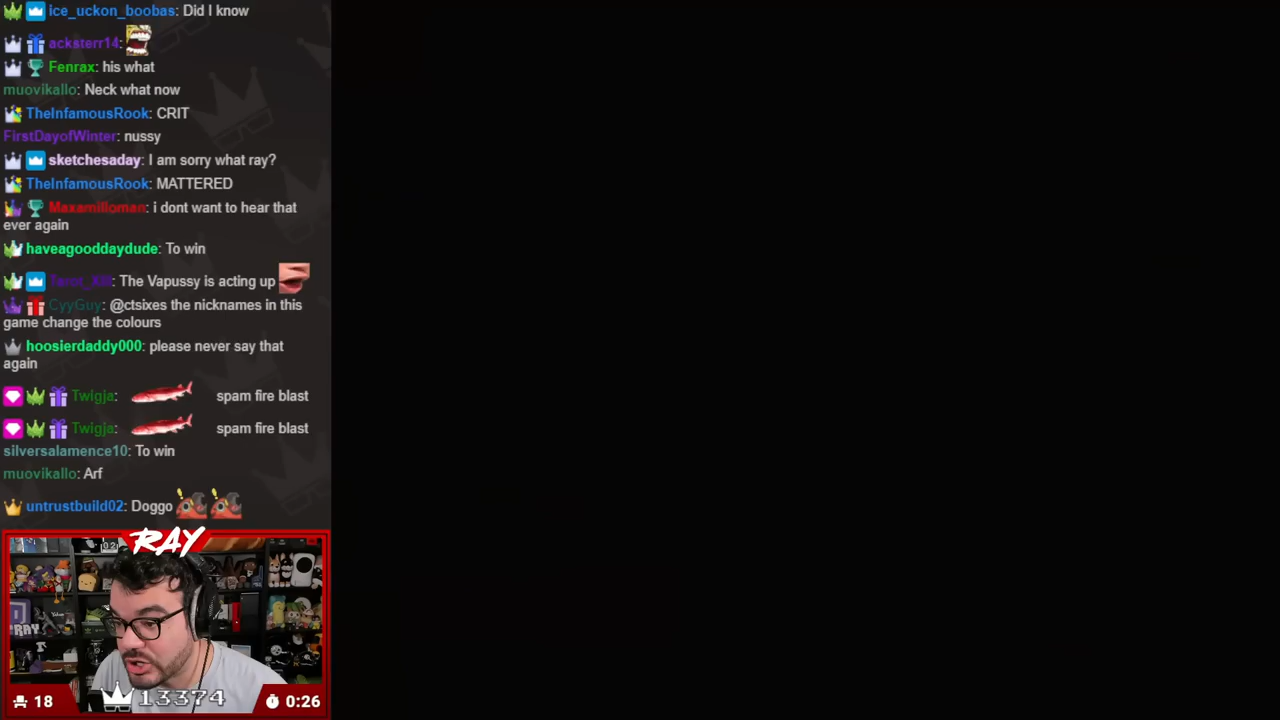 ice_uckon_boobas: Did I know
acksterr14:
Fenrax: his what
muovikallo: Neck what now
TheInfamousRook: CRIT
FirstDayofWinter: nussy
sketchesaday: I am sorry what ray?
TheInfamousRook: MATTERED
Maxamilloman: i dont want to hear that
ever again
haveagooddaydude: To win
Tarot_XIII: The Vapussy is acting up
CyyGuy: @ctsixes the nicknames in this
game change the colours
hoosierdaddy000: please never say that
again
Twigja: spam fire blast
Twigja: spam fire blast
silversalamence10: To win
muovikallo: Arf
untrustbuild02: Doggo
RAY
18
13374
0:26